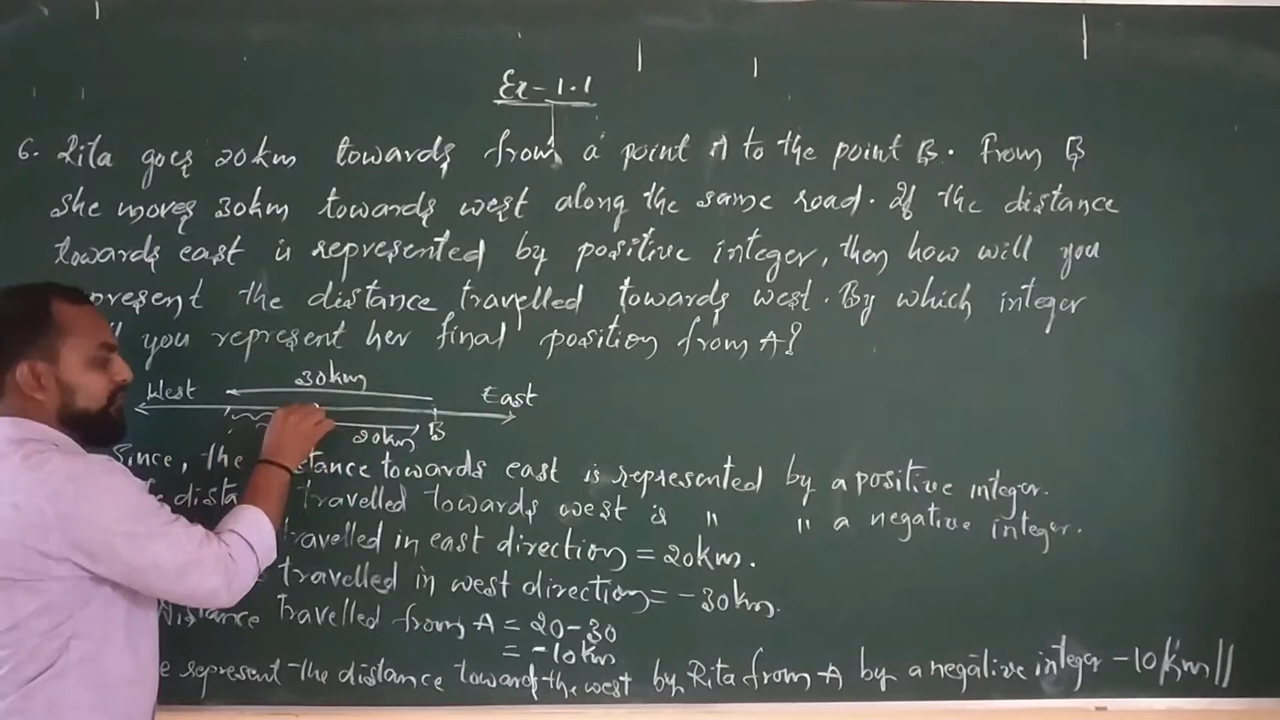 Ex-1.1
6. Rita goes 20km towards from a point A to the point B. From B
she moves 30km towards west along the same road. If the distance
towards east is represented by positive integer, then how will you
present the distance travelled towards west. By which integer
you represent her final position from A?
30km
West East
20km B
Since, the tance towards east is represented by a positive integer.
dista travelled towards west is " " a negative integer.
travelled in east direction = 20km.
travelled in west direction = -30km.
Distance travelled from A = 20-30
= -10km
e represent the distance towards the west by Rita from A by a negative integer -10km//